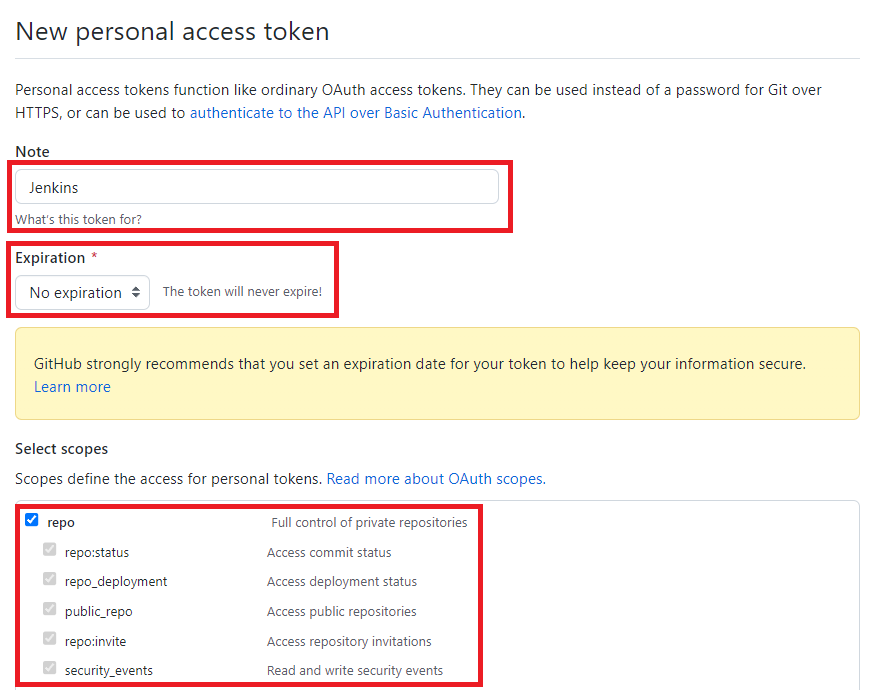 New personal access token
Personal access tokens function like ordinary OAuth access tokens. They can be used instead of a password for Git over
HTTPS, or can be used to authenticate to the API over Basic Authentication.
Note
Jenkins
What's this token for?
Expiration *
No expiration The token will never expire!
GitHub strongly recommends that you set an expiration date for your token to help keep your information secure.
Learn more
Select scopes
Scopes define the access for personal tokens. Read more about OAuth scopes.
repo Full control of private repositories
repo:status Access commit status
repo_deployment Access deployment status
public_repo Access public repositories
repo:invite Access repository invitations
security_events Read and write security events